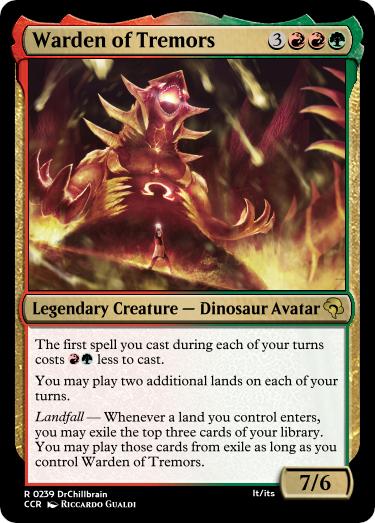 Warden of Tremors 3
Legendary Creature — Dinosaur Avatar
The first spell you cast during each of your turns
costs less to cast.
You may play two additional lands on each of your
turns.
Landfall — Whenever a land you control enters,
you may exile the top three cards of your library.
You may play those cards from exile as long as you
control Warden of Tremors.
7/6
R 0239 DrChillbrain It/its
CCR Riccardo Gualdi